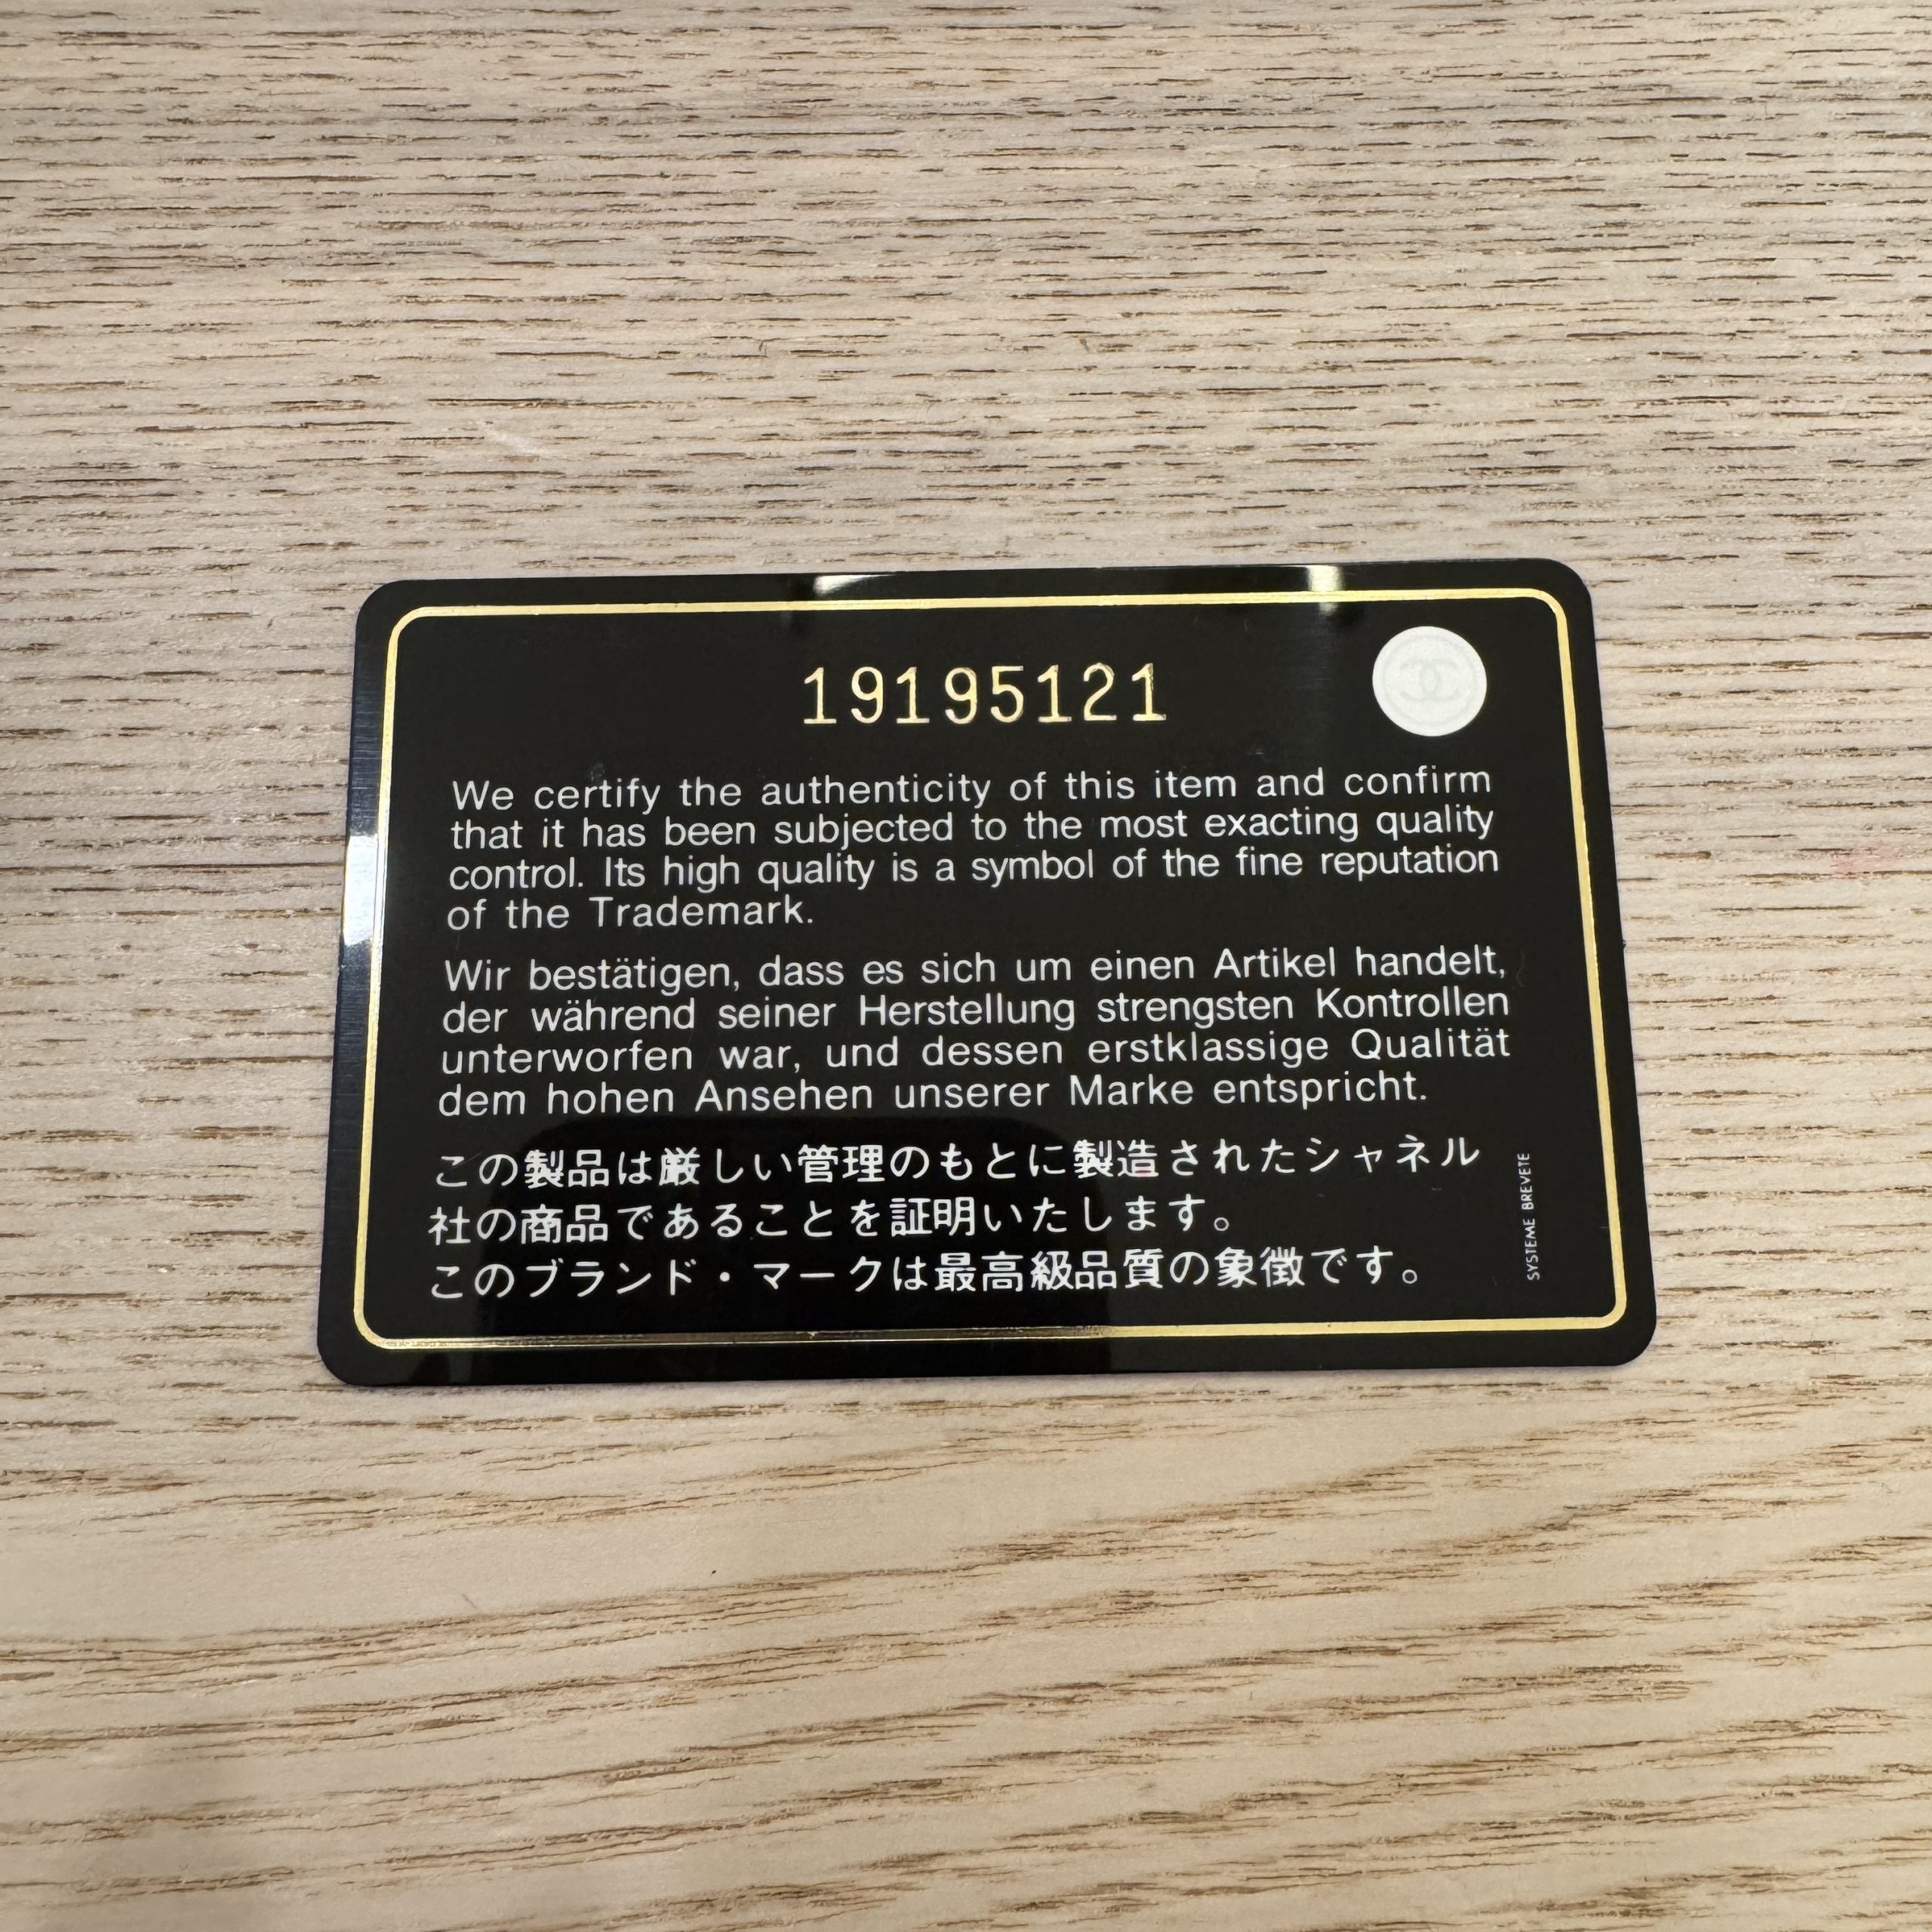 19195121
We certify the authenticity of this item and confirm
that it has been subjected to the most exacting quality
control. Its high quality is a symbol of the fine reputation
of the Trademark.
Wir bestätigen, dass es sich um einen Artikel handelt,
der während seiner Herstellung strengsten Kontrollen
unterworfen war, und dessen erstklassige Qualität
dem hohen Ansehen unserer Marke entspricht.
この製品は厳しい管理のもとに製造されたシャネル
社の商品であることを証明いたします。
このブランド・マークは最高級品質の象徴です。
SYSTEME BREVETE